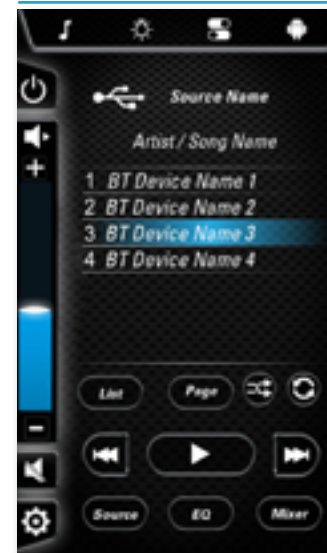 Source Name
Artist / Song Name
1 BT Device Name 1
2 BT Device Name 2
3 BT Device Name 3
4 BT Device Name 4
List Page
Source EQ Mixer